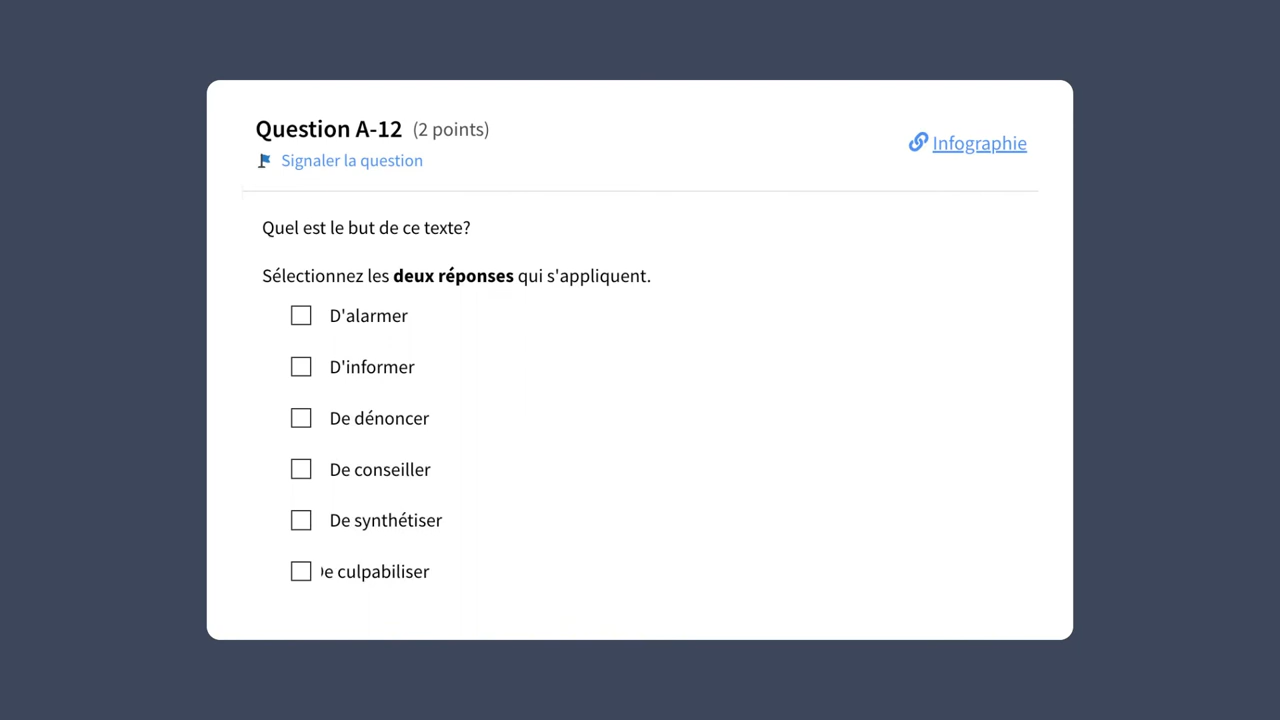 Question A-12 (2 points)
Signaler la question
Infographie
Quel est le but de ce texte?
Sélectionnez les deux réponses qui s'appliquent.
D'alarmer
D'informer
De dénoncer
De conseiller
De synthétiser
De culpabiliser